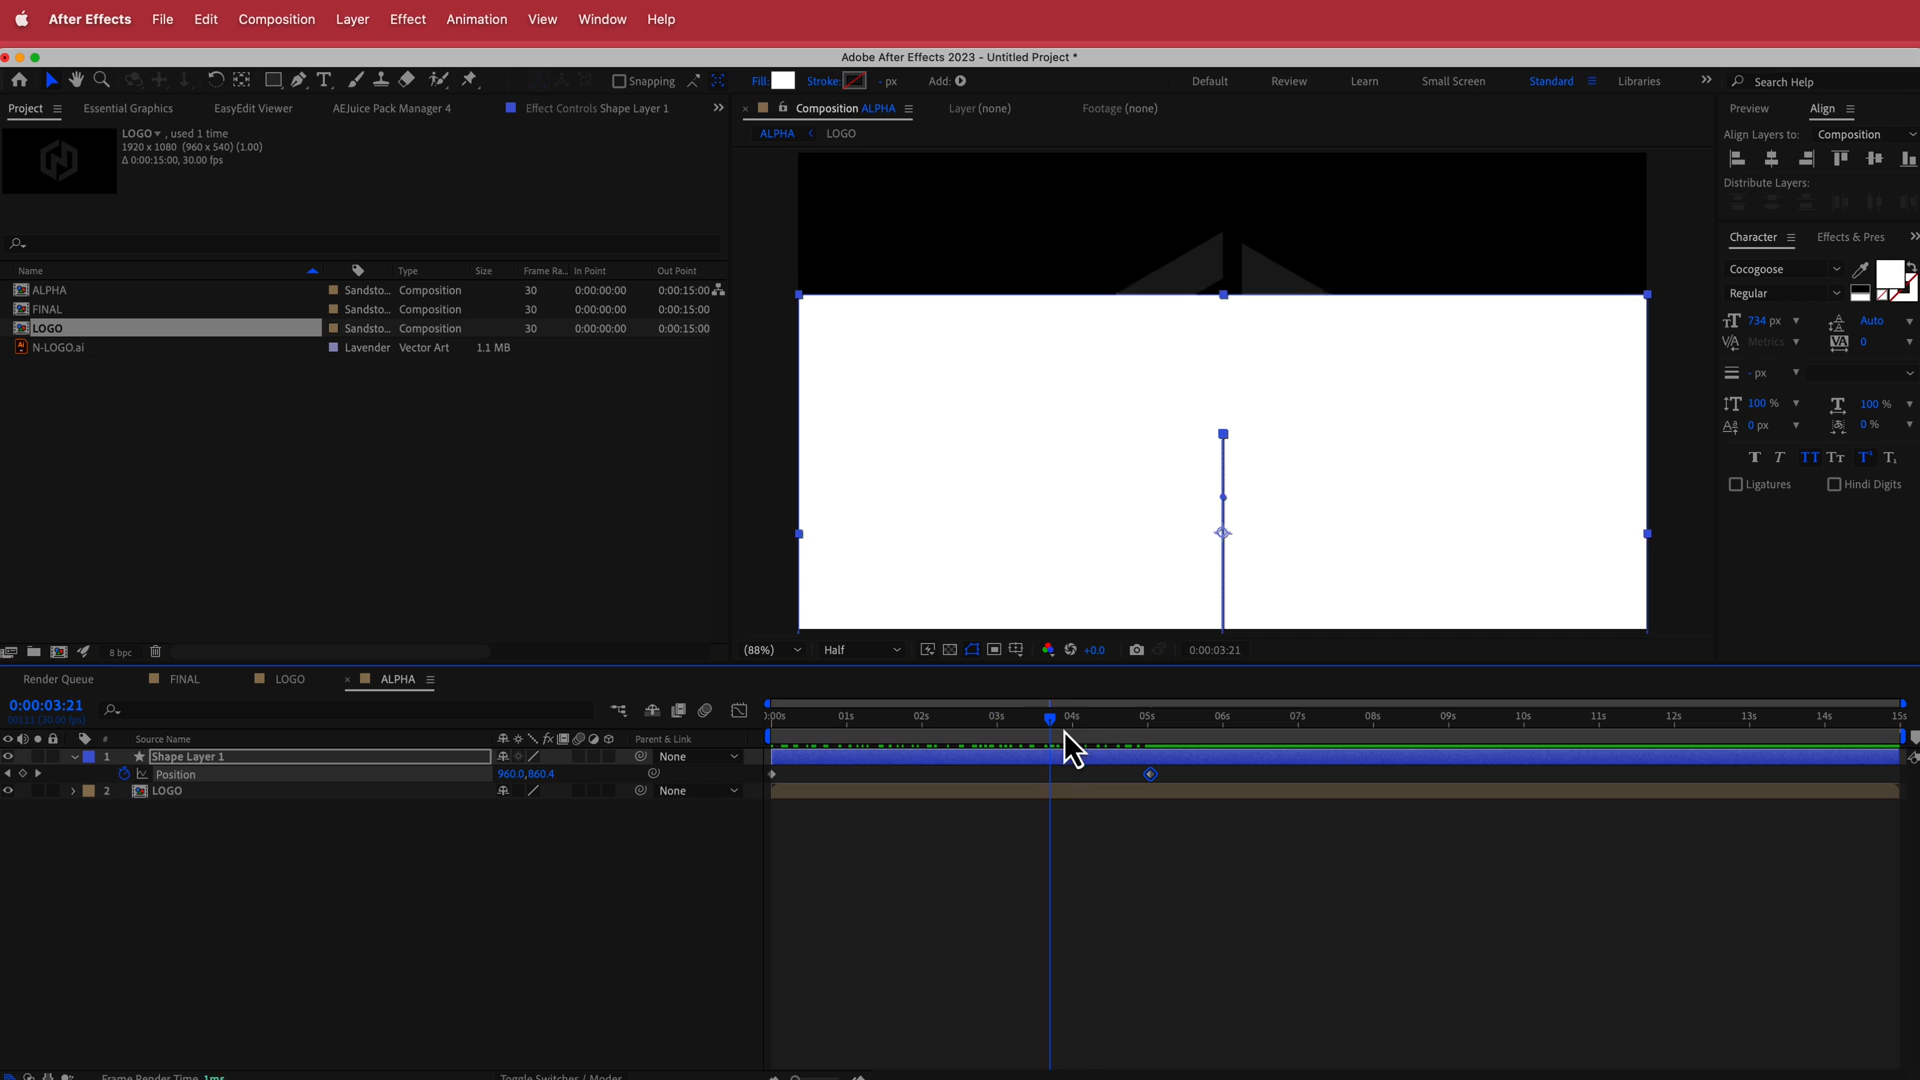 After Effects File Edit Composition Layer Effect Animation View Window Help
Adobe After Effects 2023 - Untitled Project *
Snapping Fill: Stroke: - px Add: Default Review Learn Small Screen Standard Libraries Search Help
Project Essential Graphics EasyEdit Viewer AEJuice Pack Manager 4 Effect Controls Shape Layer 1 Composition ALPHA Layer (none) Footage (none) Preview Align
LOGO , used 1 time
1920 x 1080 (960 x 540) (1.00)
Δ 0:00:15:00, 30.00 fps
ALPHA LOGO
Align Layers to: Composition
Distribute Layers:
Character Effects & Pres
Cocogoose
Regular
734 px Auto
Metrics 0
- px
100 % 100 %
0 px 0 %
Ligatures Hindi Digits
Name Type Size Frame Ra... In Point Out Point
ALPHA Sandsto... Composition 30 0:00:00:00 0:00:15:00
FINAL Sandsto... Composition 30 0:00:00:00 0:00:15:00
LOGO Sandsto... Composition 30 0:00:00:00 0:00:15:00
N-LOGO.ai Lavender Vector Art 1.1 MB
8 bpc
(88%) Half +0.0 0:00:03:21
Render Queue FINAL LOGO ALPHA
0:00:03:21
00111 (30.00 fps)
:00s 01s 02s 03s 04s 05s 06s 07s 08s 09s 10s 11s 12s 13s 14s 15s
# Source Name Parent & Link
1 Shape Layer 1 None
Position 960.0,860.4
2 LOGO None
Frame Render Time 1ms Toggle Switches / Modes